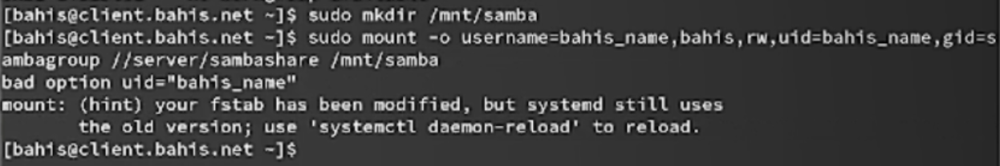 [bahis@client.bahis.net ~]$ sudo mkdir /mnt/samba
[bahis@client.bahis.net ~]$ sudo mount -o username=bahis_name,bahis,rw,uid=bahis_name,gid=s
ambagroup //server/sambashare /mnt/samba
bad option uid="bahis_name"
mount: (hint) your fstab has been modified, but systemd still uses
       the old version; use 'systemctl daemon-reload' to reload.
[bahis@client.bahis.net ~]$